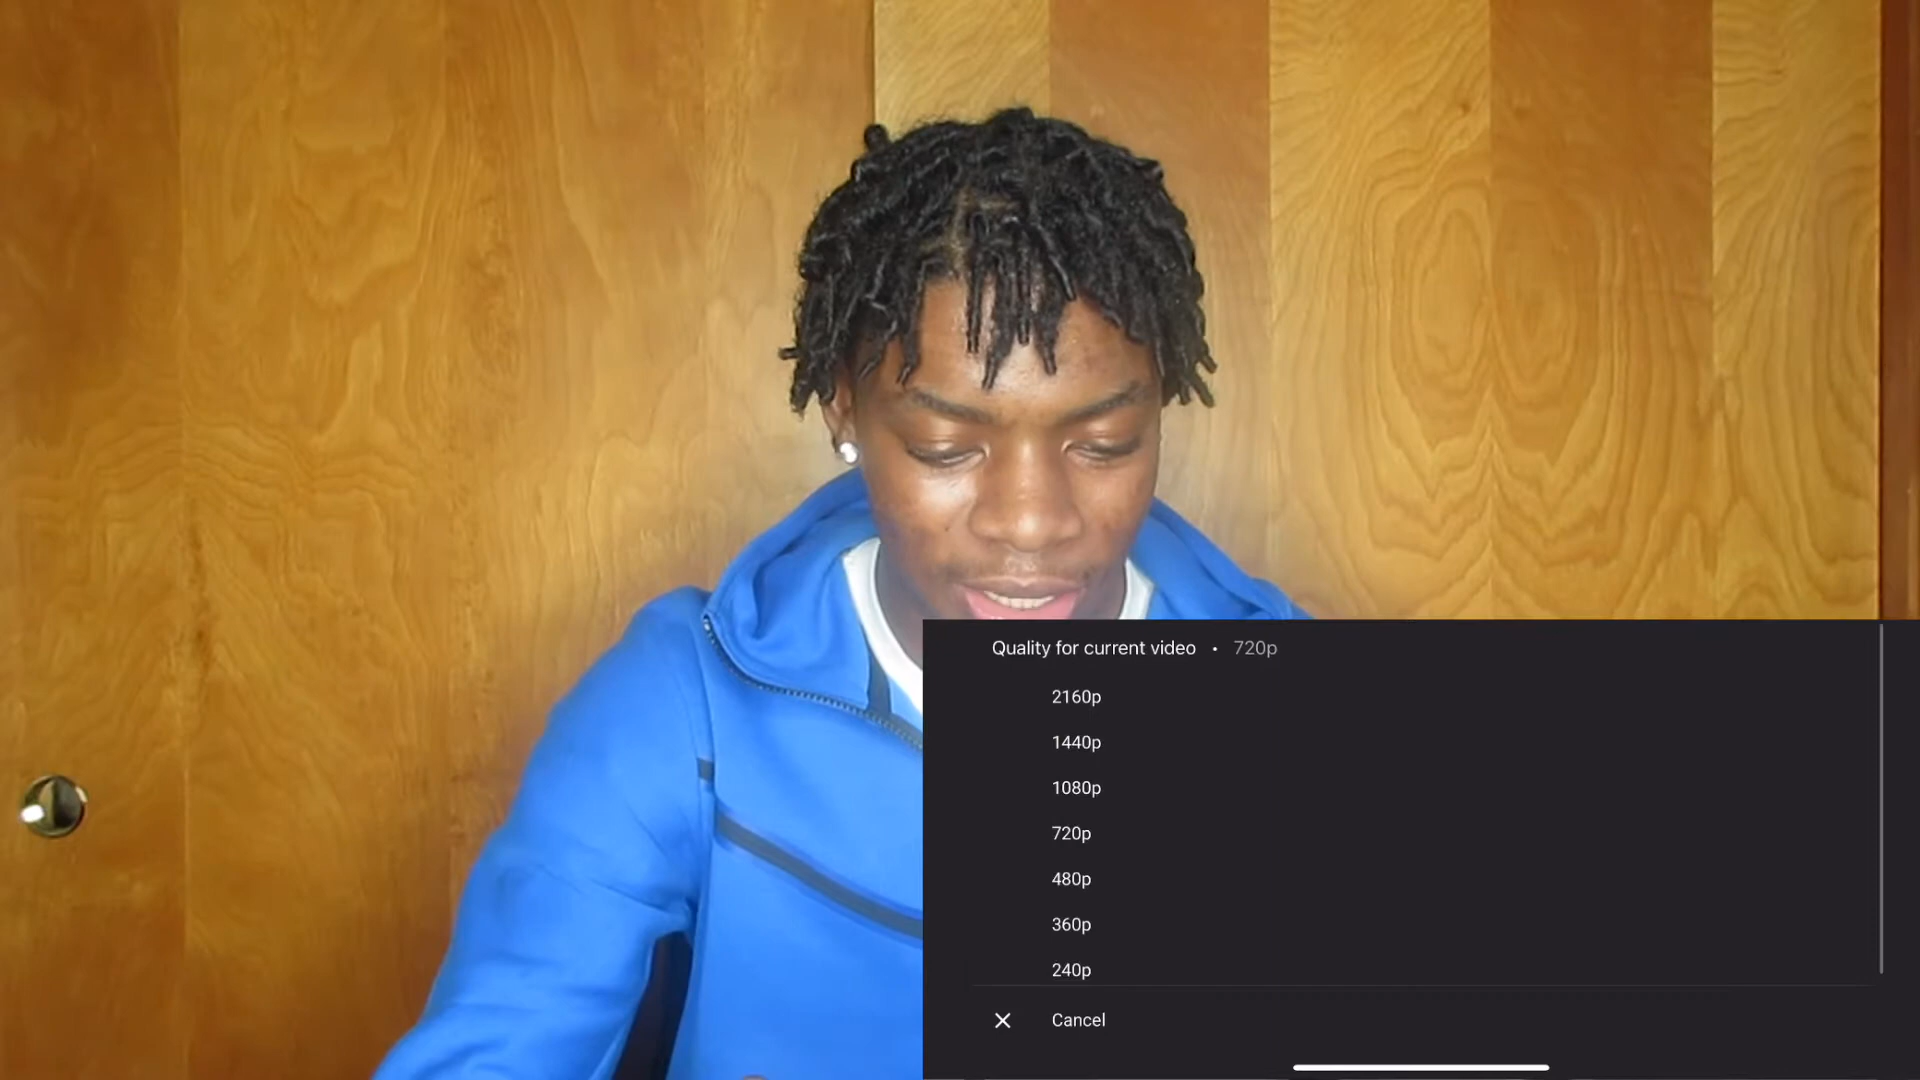 Quality for current video • 720p
2160p
1440p
1080p
720p
480p
360p
240p
Cancel